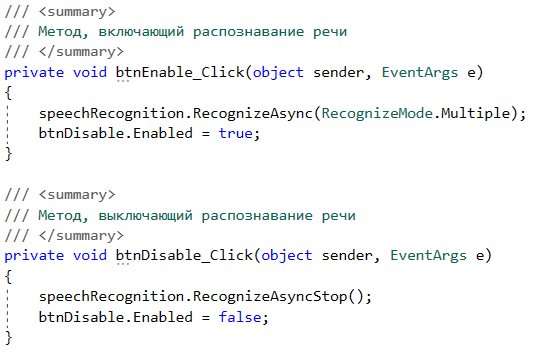 /// <summary>
/// Метод, включающий распознавание речи
/// </summary>
private void btnEnable_Click(object sender, EventArgs e)
{
speechRecognition.RecognizeAsync(RecognizeMode.Multiple);
btnDisable.Enabled = true;
}
/// <summary>
/// Метод, выключающий распознавание речи
/// </summary>
private void btnDisable_Click(object sender, EventArgs e)
{
speechRecognition.RecognizeAsyncStop();
btnDisable.Enabled = false;
}